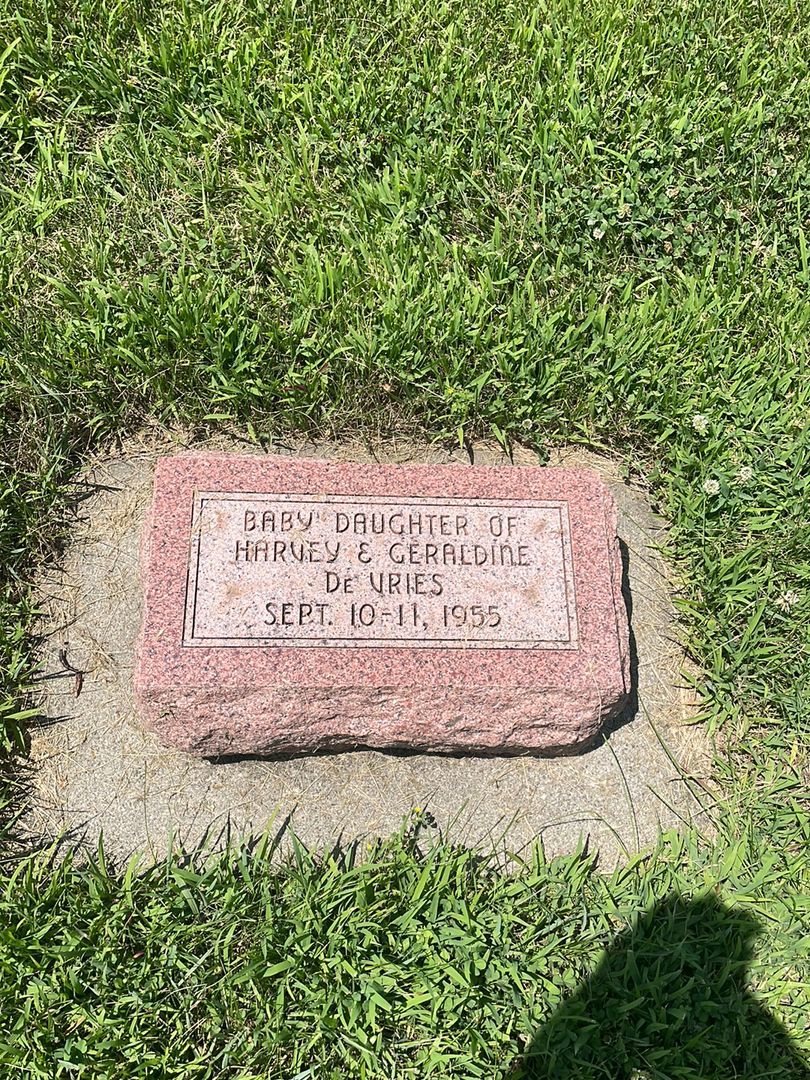 BABY DAUGHTER OF
HARVEY & GERALDINE
De VRIES
SEPT. 10-11, 1955